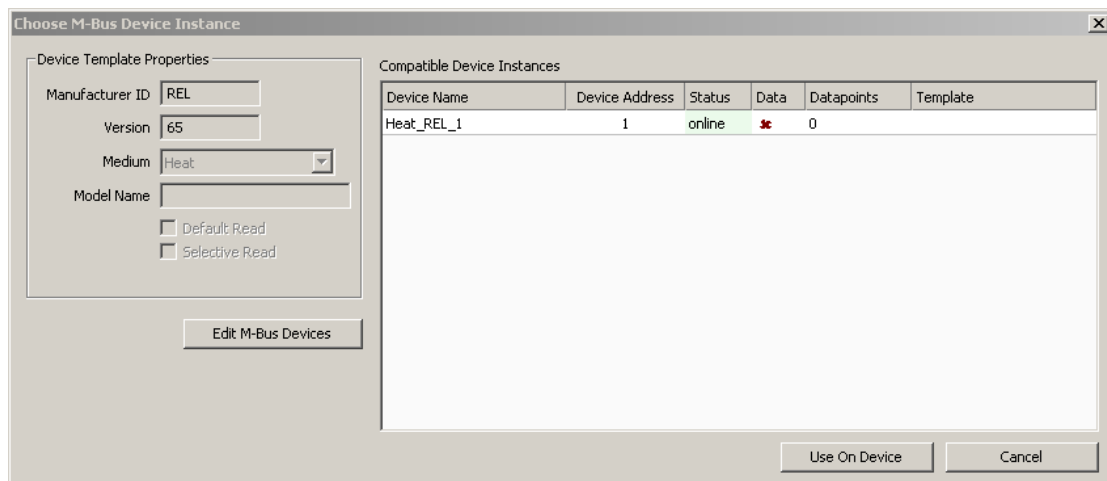 Choose M-Bus Device Instance
Device Template Properties
Manufacturer ID REL
Version 65
Medium Heat
Model Name
Default Read
Selective Read
Edit M-Bus Devices
Compatible Device Instances
Device Name Device Address Status Data Datapoints Template
Heat_REL_1 1 online 0
Use On Device Cancel